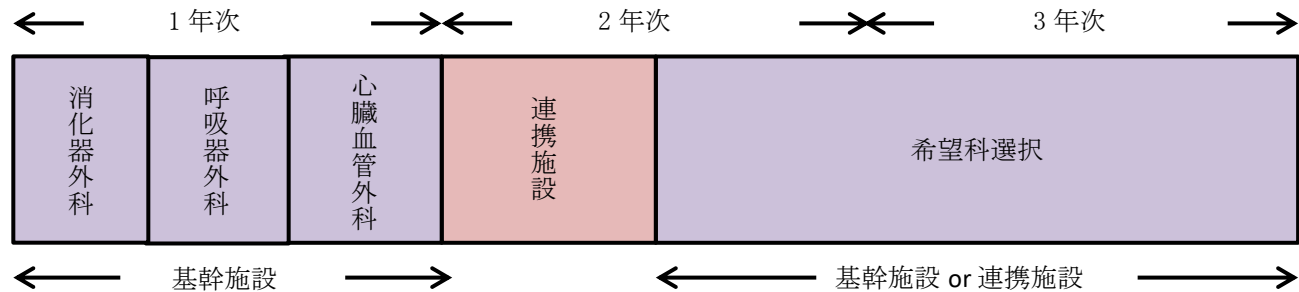 1 年次
2 年次
3 年次
消化器外科
呼吸器外科
心臓血管外科
連携施設
希望科選択
基幹施設
基幹施設 or 連携施設